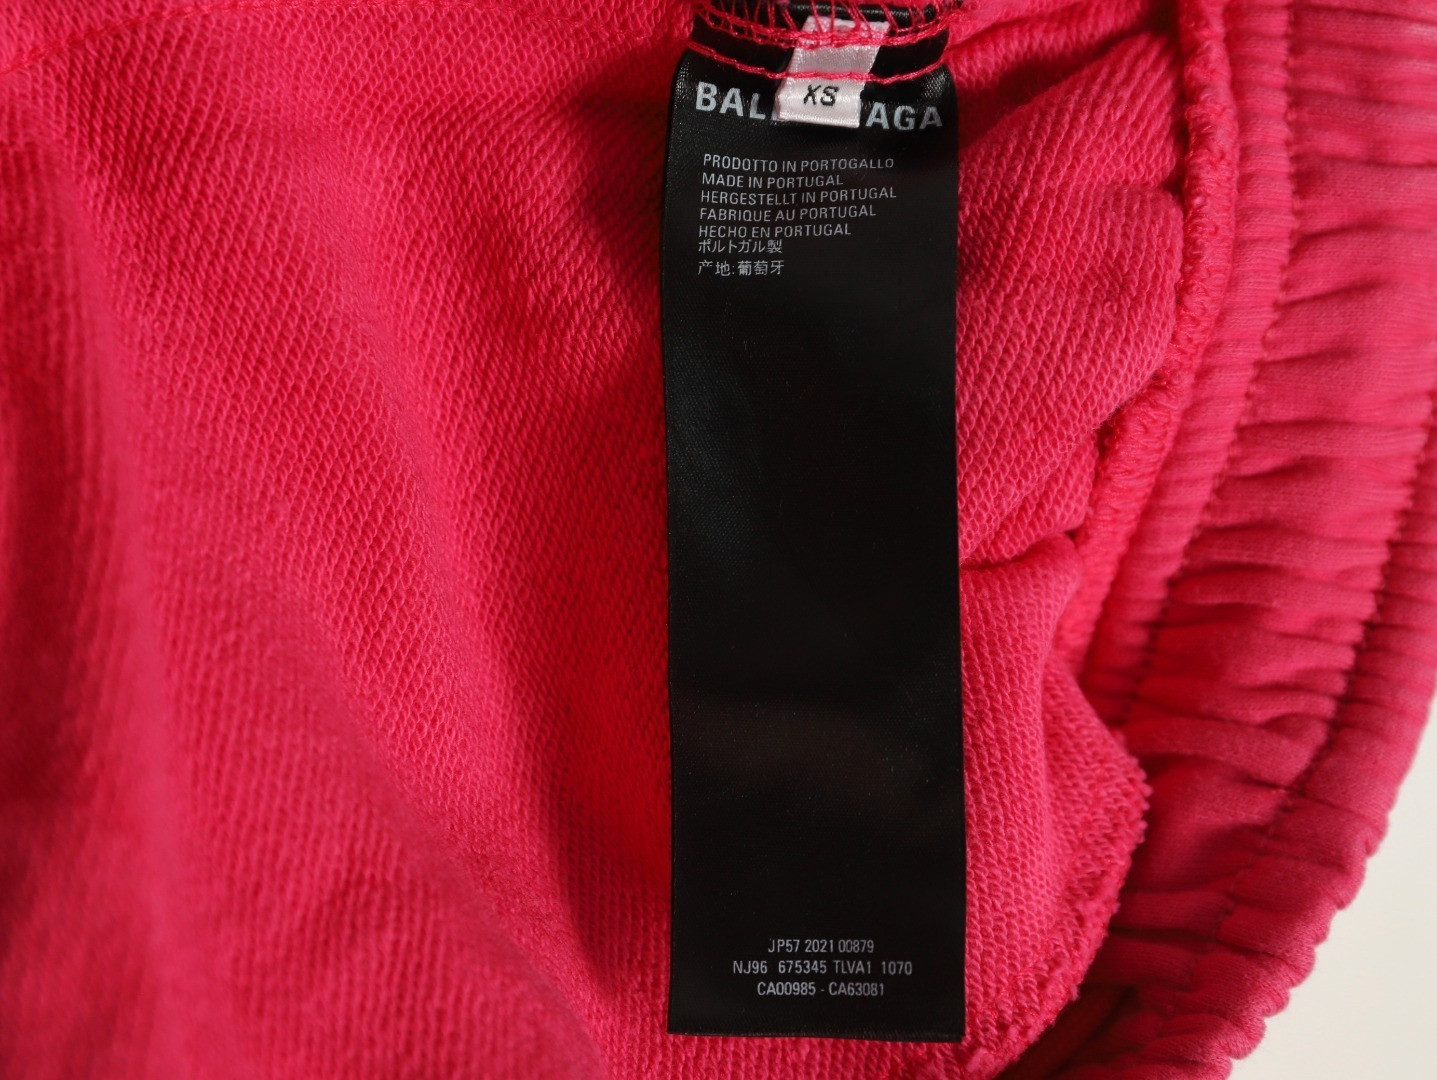 XS
BAL AGA
PRODOTTO IN PORTOGALLO
MADE IN PORTUGAL
HERGESTELLT IN PORTUGAL
FABRIQUE AU PORTUGAL
HECHO EN PORTUGAL
ポルトガル製
产地:葡萄牙
JP57 2021 00879
NJ96 675345 TLVA1 1070
CA00985 - CA63081